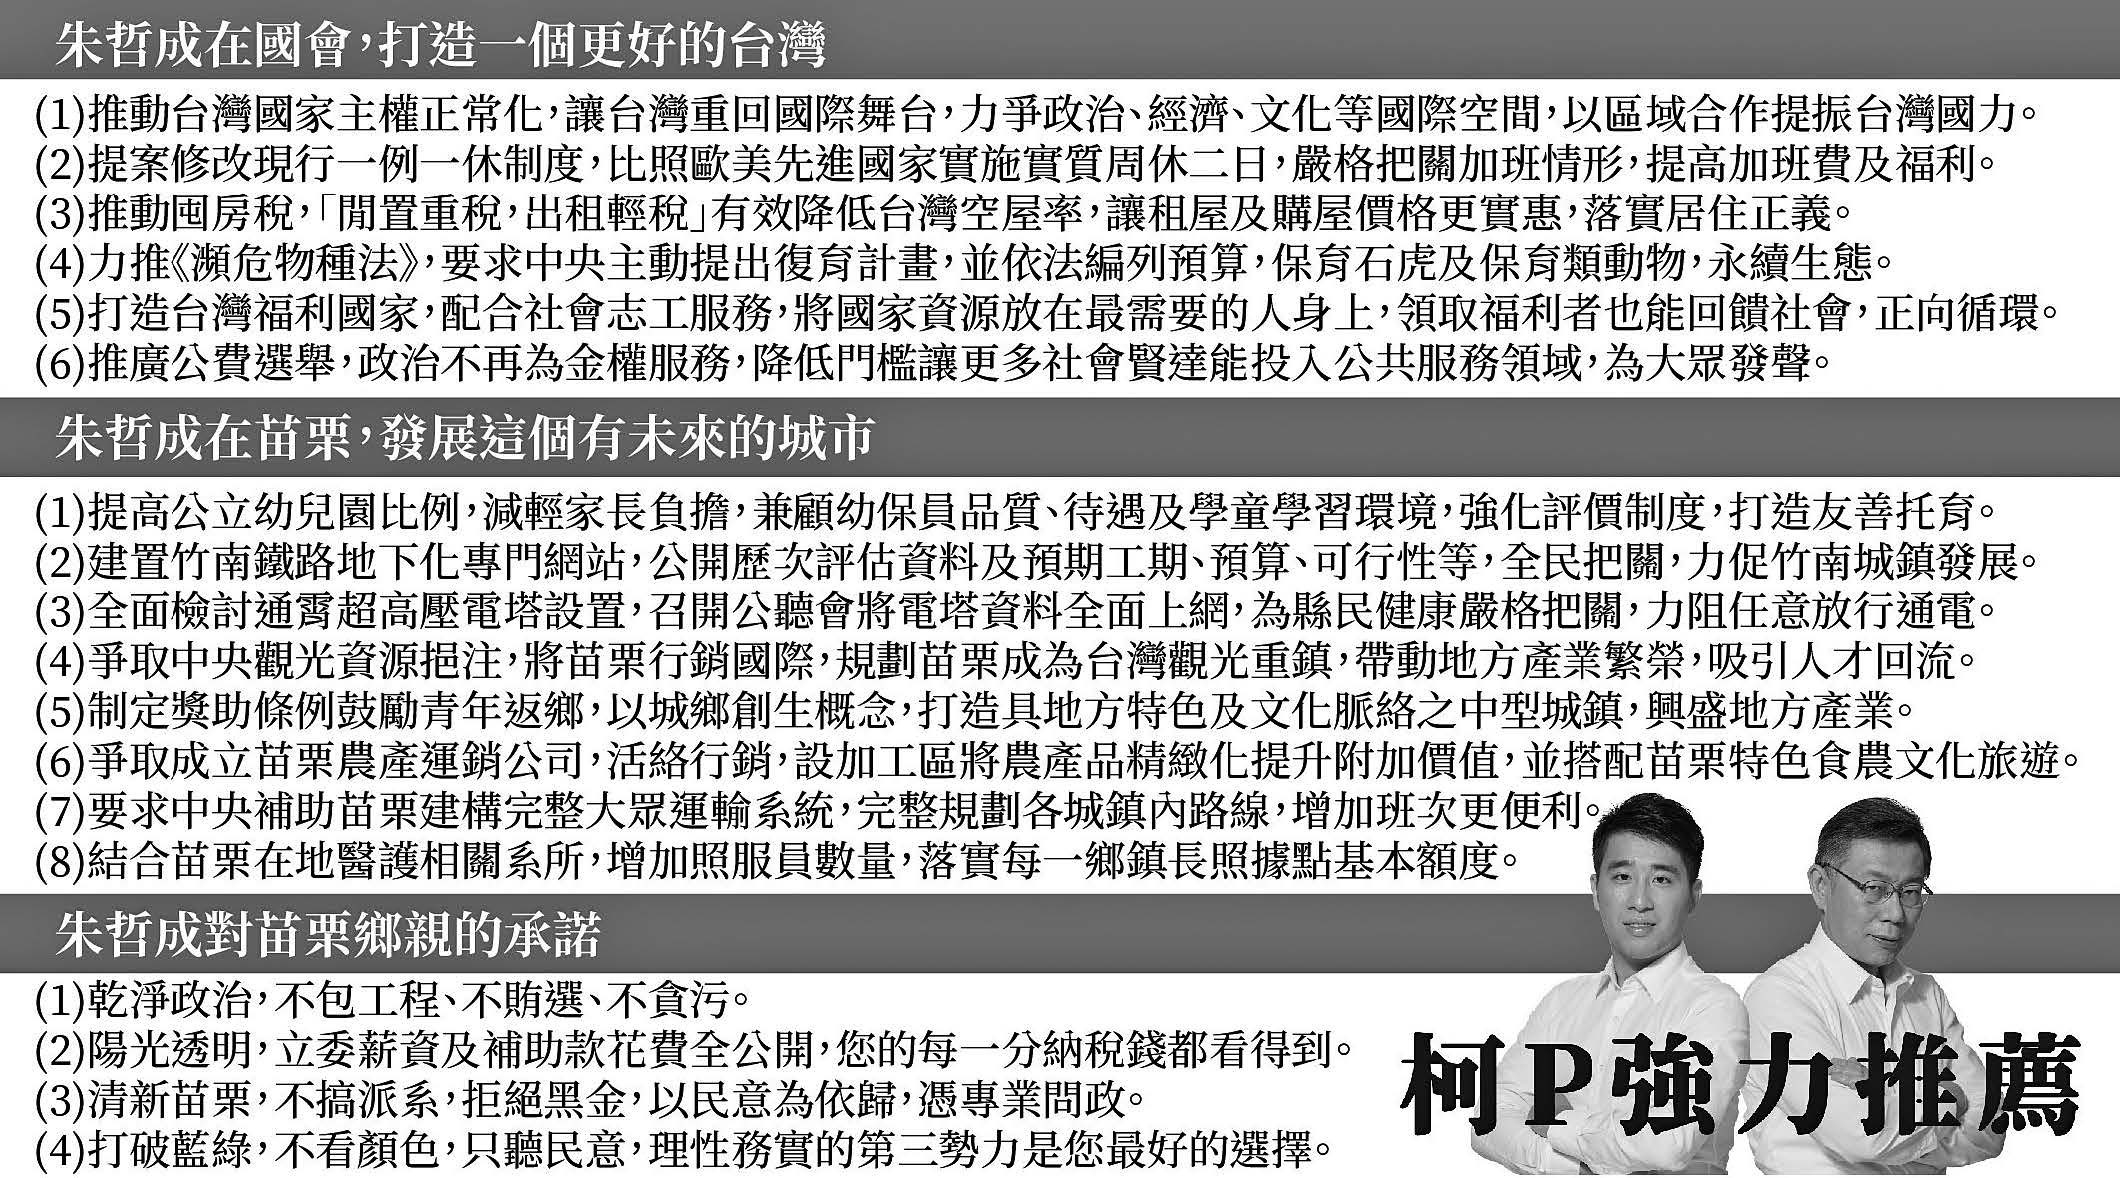 朱哲成在國會，打造一個更好的台灣
(1)推動台灣國家主權正常化，讓台灣重回國際舞台，力爭政治、經濟、文化等國際空間，以區域合作提振台灣國力。
(2)提案修改現行一例一休制度，比照歐美先進國家實施實質周休二日，嚴格把關加班情形，提高加班費及福利。
(3)推動囤房稅，「閒置重稅，出租輕稅」有效降低台灣空屋率，讓租屋及購屋價格更實惠，落實居住正義。
(4)力推《瀕危物種法》，要求中央主動提出復育計畫，並依法編列預算，保育石虎及保育類動物，永續生態。
(5)打造台灣福利國家，配合社會志工服務，將國家資源放在最需要的人身上，領取福利者也能回饋社會，正向循環。
(6)推廣公費選舉，政治不再為金權服務，降低門檻讓更多社會賢達能投入公共服務領域，為大眾發聲。
朱哲成在苗栗，發展這個有未來的城市
(1)提高公立幼兒園比例，減輕家長負擔，兼顧幼保員品質、待遇及學童學習環境，強化評價制度，打造友善托育。
(2)建置竹南鐵路地下化專門網站，公開歷次評估資料及預期工期、預算、可行性等，全民把關，力促竹南城鎮發展。
(3)全面檢討通霄超高壓電塔設置，召開公聽會將電塔資料全面上網，為縣民健康嚴格把關，力阻任意放行通電。
(4)爭取中央觀光資源挹注，將苗栗行銷國際，規劃苗栗成為台灣觀光重鎮，帶動地方產業繁榮，吸引人才回流。
(5)制定獎助條例鼓勵青年返鄉，以城鄉創生概念，打造具地方特色及文化脈絡之中型城鎮，興盛地方產業。
(6)爭取成立苗栗農產運銷公司，活絡行銷，設加工區將農產品精緻化提升附加價值，並搭配苗栗特色食農文化旅遊。
(7)要求中央補助苗栗建構完整大眾運輸系統，完整規劃各城鎮內路線，增加班次更便利。
(8)結合苗栗在地醫護相關系所，增加照服員數量，落實每一鄉鎮長照據點基本額度。
朱哲成對苗栗鄉親的承諾
(1)乾淨政治，不包工程、不賄選、不貪污。
(2)陽光透明，立委薪資及補助款花費全公開，您的每一分納稅錢都看得到。
(3)清新苗栗，不搞派系，拒絕黑金，以民意為依歸，憑專業問政。
(4)打破藍綠，不看顏色，只聽民意，理性務實的第三勢力是您最好的選擇。
柯P強力推薦